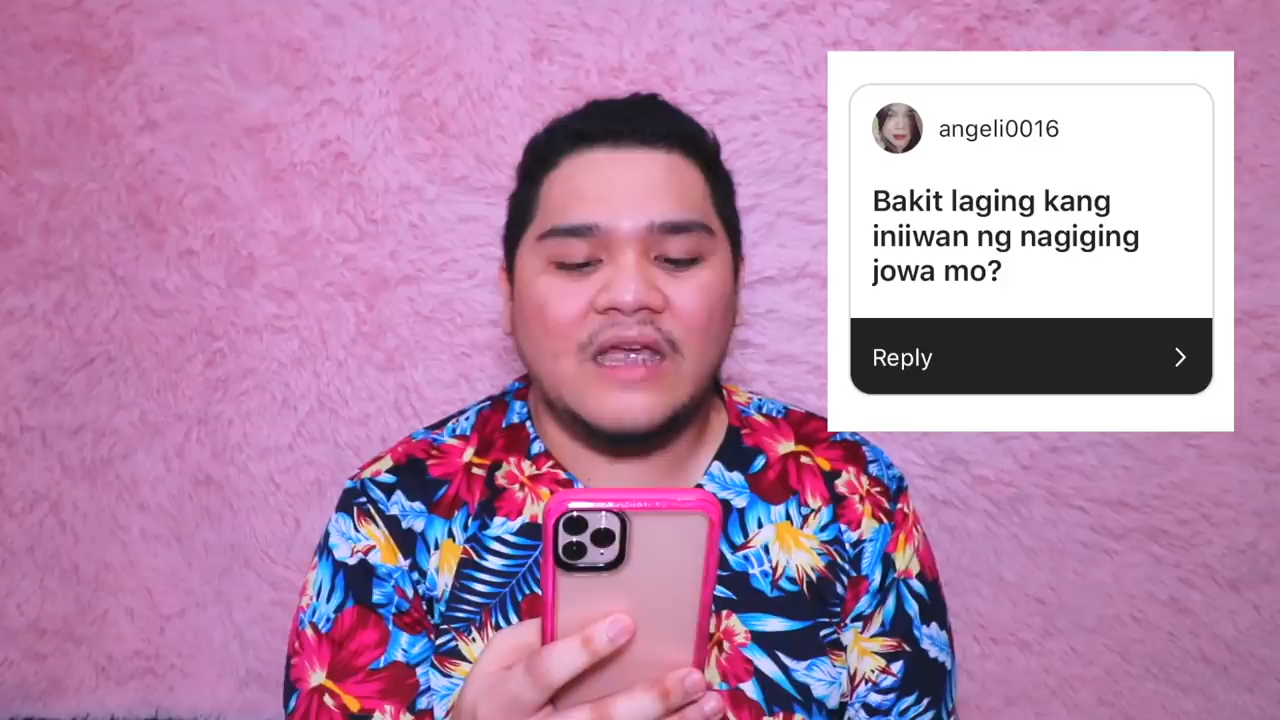 angeli0016
Bakit laging kang
iniiwan ng nagiging
jowa mo?
Reply